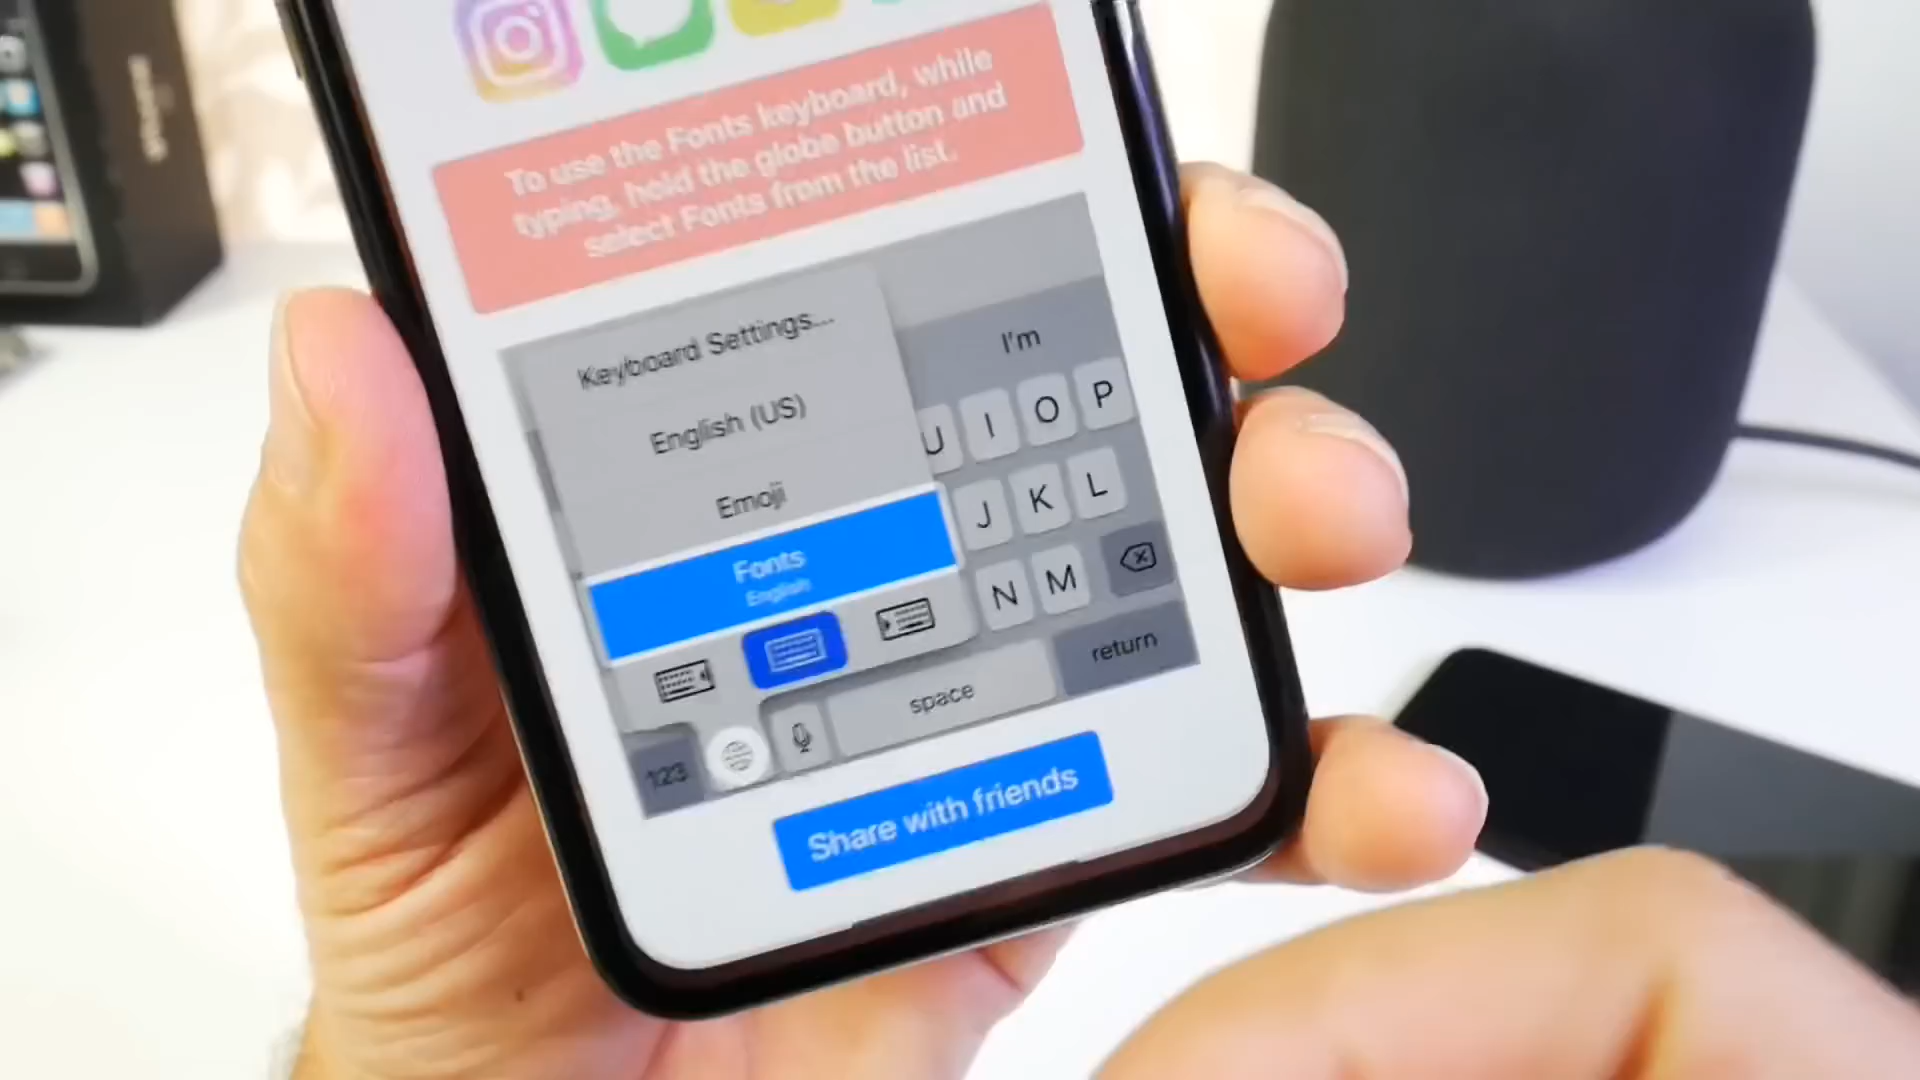 To use the Fonts keyboard, while
typing, hold the globe button and
select Fonts from the list.
Keyboard Settings...
English (US)
Emoji
Fonts
English
I'm
U I O P
J K L
N M
123
space
return
Share with friends